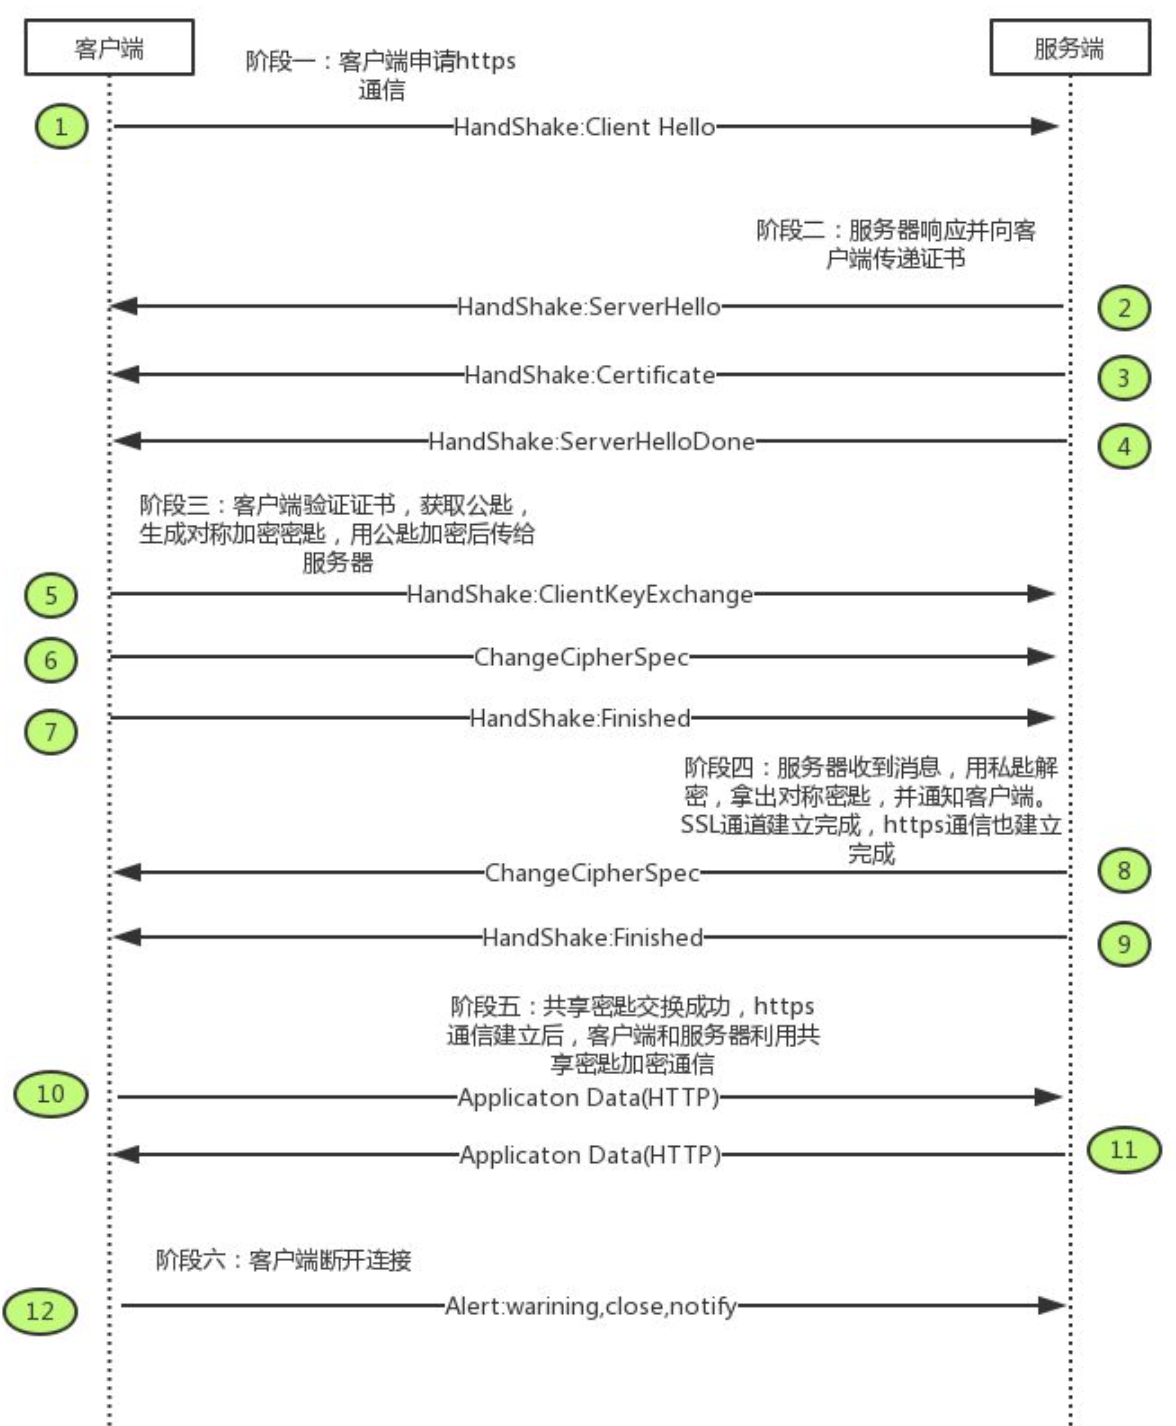 客户端
服务端
阶段一：客户端申请https
通信
1
HandShake:Client Hello
阶段二：服务器响应并向客
户端传递证书
HandShake:ServerHello
2
HandShake:Certificate
3
HandShake:ServerHelloDone
4
阶段三：客户端验证证书，获取公匙，
生成对称加密密匙，用公匙加密后传给
服务器
5
HandShake:ClientKeyExchange
6
ChangeCipherSpec
7
HandShake:Finished
阶段四：服务器收到消息，用私匙解
密，拿出对称密匙，并通知客户端。
SSL通道建立完成，https通信也建立
完成
ChangeCipherSpec
8
HandShake:Finished
9
阶段五：共享密匙交换成功，https
通信建立后，客户端和服务器利用共
享密匙加密通信
10
Applicaton Data(HTTP)
Applicaton Data(HTTP)
11
阶段六：客户端断开连接
12
Alert:warining,close,notify